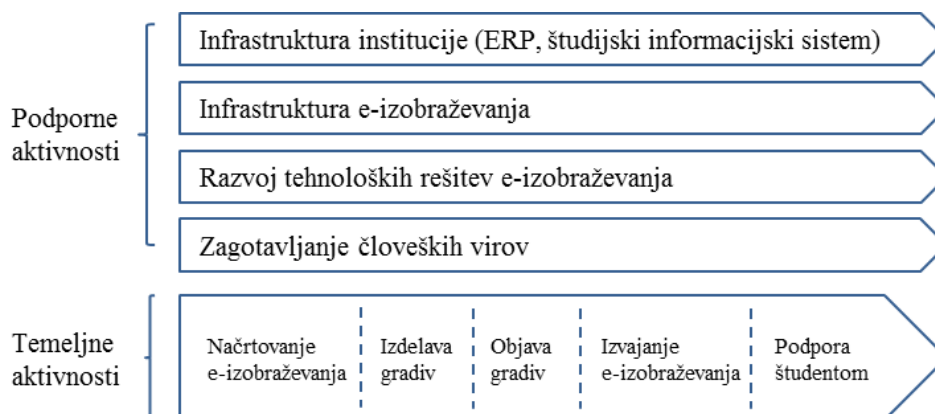 Podporne
aktivnosti
Infrastruktura institucije (ERP, študijski informacijski sistem)
Infrastruktura e-izobraževanja
Razvoj tehnoloških rešitev e-izobraževanja
Zagotavljanje človeških virov
Temeljne
aktivnosti
Načrtovanje
e-izobraževanja
Izdelava
gradiv
Objava
gradiv
Izvajanje
e-izobraževanja
Podpora
študentom